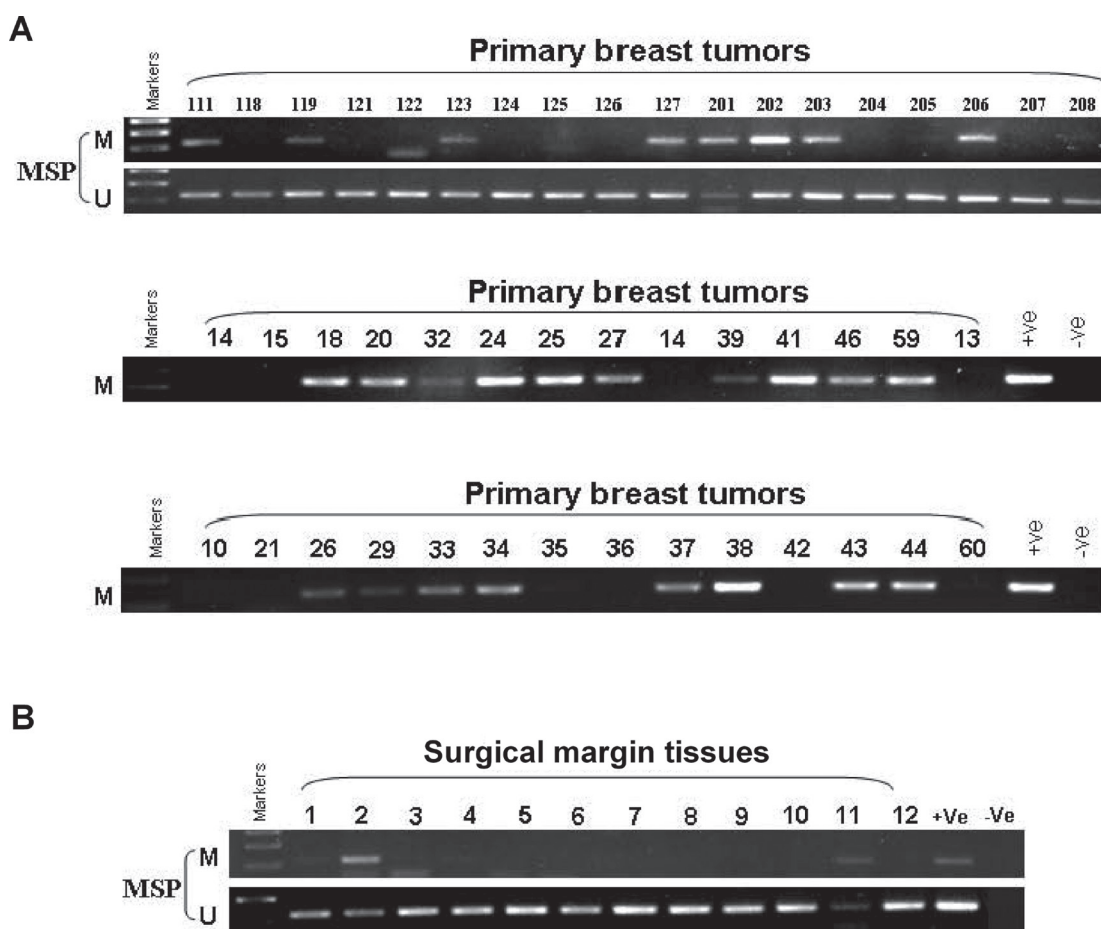 A
Primary breast tumors
Markers
111 118 119 121 122 123 124 125 126 127 201 202 203 204 205 206 207 208
M
MSP
U
Primary breast tumors
Markers
14 15 18 20 32 24 25 27 14 39 41 46 59 13 +ve -ve
M
Primary breast tumors
Markers
10 21 26 29 33 34 35 36 37 38 42 43 44 60 +ve -ve
M
B
Surgical margin tissues
Markers
1 2 3 4 5 6 7 8 9 10 11 12 +Ve -Ve
M
MSP
U